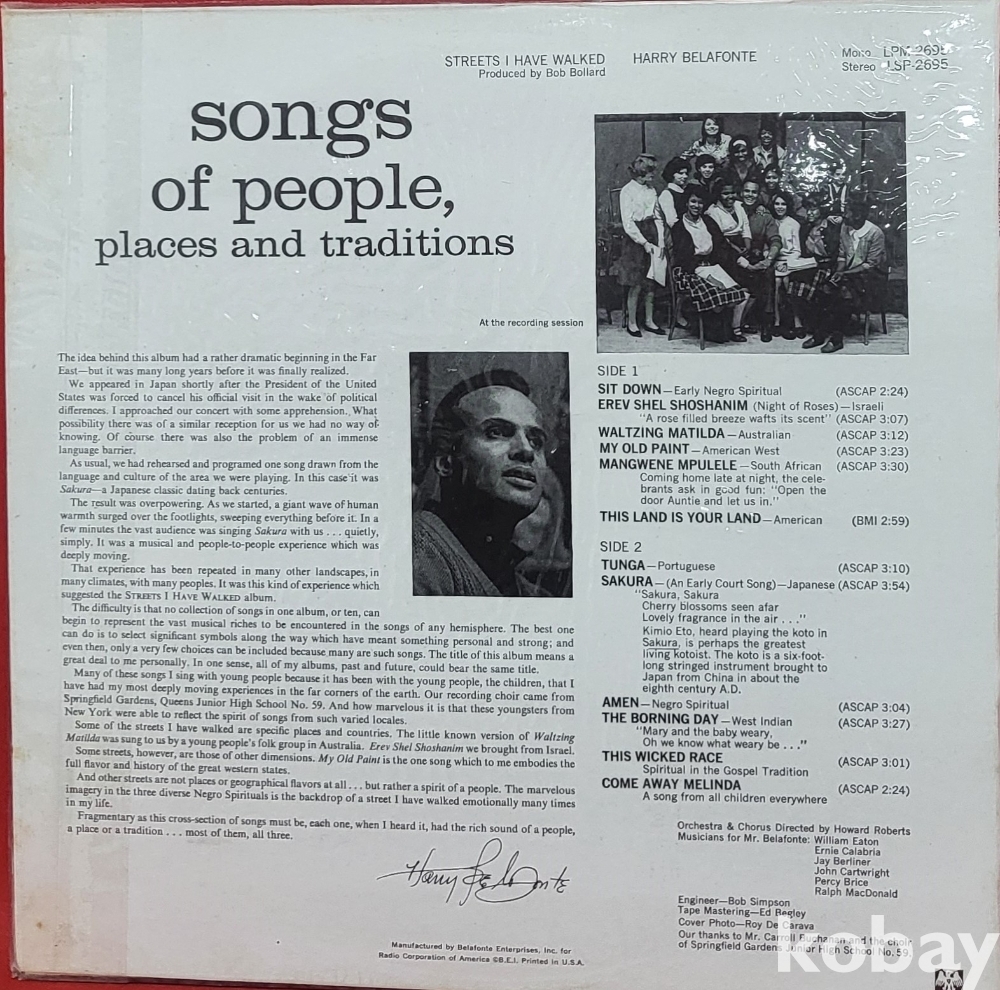 STREETS I HAVE WALKED HARRY BELAFONTE
Produced by Bob Bollard
Mono LPM-2695
Stereo LSP-2695
songs
of people,
places and traditions
At the recording session
The idea behind this album had a rather dramatic beginning in the Far
East—but it was many long years before it was finally realized.
We appeared in Japan shortly after the President of the United
States was forced to cancel his official visit in the wake of political
differences. I approached our concert with some apprehension. What
possibility there was of a similar reception for us we had no way of
knowing. Of course there was also the problem of an immense
language barrier.
As usual, we had rehearsed and programed one song drawn from the
language and culture of the area we were playing. In this case it was
Sakura—a Japanese classic dating back centuries.
The result was overpowering. As we started, a giant wave of human
warmth surged over the footlights, sweeping everything before it. In a
few minutes the vast audience was singing Sakura with us . . . quietly,
simply. It was a musical and people-to-people experience which was
deeply moving.
That experience has been repeated in many other landscapes, in
many climates, with many peoples. It was this kind of experience which
suggested the STREETS I HAVE WALKED album.
The difficulty is that no collection of songs in one album, or ten, can
begin to represent the vast musical riches to be encountered in the songs of any hemisphere. The best one
can do is to select significant symbols along the way which have meant something personal and strong; and
even then, only a very few choices can be included because many are such songs. The title of this album means a
great deal to me personally. In one sense, all of my albums, past and future, could bear the same title.
Many of these songs I sing with young people because it has been with the young people, the children, that I
have had my most deeply moving experiences in the far corners of the earth. Our recording choir came from
Springfield Gardens, Queens Junior High School No. 59. And how marvelous it is that these youngsters from
New York were able to reflect the spirit of songs from such varied locales.
Some of the streets I have walked are specific places and countries. The little known version of Waltzing
Matilda was sung to us by a young people's folk group in Australia. Erev Shel Shoshanim we brought from Israel.
Some streets, however, are those of other dimensions. My Old Paint is the one song which to me embodies the
full flavor and history of the great western states.
And other streets are not places or geographical flavors at all . . . but rather a spirit of a people. The marvelous
imagery in the three diverse Negro Spirituals is the backdrop of a street I have walked emotionally many times
in my life.
Fragmentary as this cross-section of songs must be, each one, when I heard it, had the rich sound of a people,
a place or a tradition . . . most of them, all three.
Harry Belafonte
Manufactured by Belafonte Enterprises, Inc. for
Radio Corporation of America ©B.E.I. Printed in U.S.A.
SIDE 1
SIT DOWN—Early Negro Spiritual (ASCAP 2:24)
EREV SHEL SHOSHANIM (Night of Roses)—Israeli
"A rose filled breeze wafts its scent" (ASCAP 3:07)
WALTZING MATILDA—Australian (ASCAP 3:12)
MY OLD PAINT—American West (ASCAP 3:23)
MANGWENE MPULELE—South African (ASCAP 3:30)
Coming home late at night, the cele-
brants ask in good fun: "Open the
door Auntie and let us in."
THIS LAND IS YOUR LAND—American (BMI 2:59)
SIDE 2
TUNGA—Portuguese (ASCAP 3:10)
SAKURA—(An Early Court Song)—Japanese (ASCAP 3:54)
"Sakura, Sakura
Cherry blossoms seen afar
Lovely fragrance in the air . . ."
Kimio Eto, heard playing the koto in
Sakura, is perhaps the greatest
living kotoist. The koto is a six-foot-
long stringed instrument brought to
Japan from China in about the
eighth century A.D.
AMEN—Negro Spiritual (ASCAP 3:04)
THE BORNING DAY—West Indian (ASCAP 3:27)
"Mary and the baby weary,
Oh we know what weary be . . ."
THIS WICKED RACE
Spiritual in the Gospel Tradition (ASCAP 3:01)
COME AWAY MELINDA (ASCAP 2:24)
A song from all children everywhere
Orchestra & Chorus Directed by Howard Roberts
Musicians for Mr. Belafonte: William Eaton
Ernie Calabria
Jay Berliner
John Cartwright
Percy Brice
Ralph MacDonald
Engineer—Bob Simpson
Tape Mastering—Ed Begley
Cover Photo—Roy De Carava
Our thanks to Mr. Carroll Buchanan and the choir
of Springfield Gardens Junior High School No. 59.
kobay